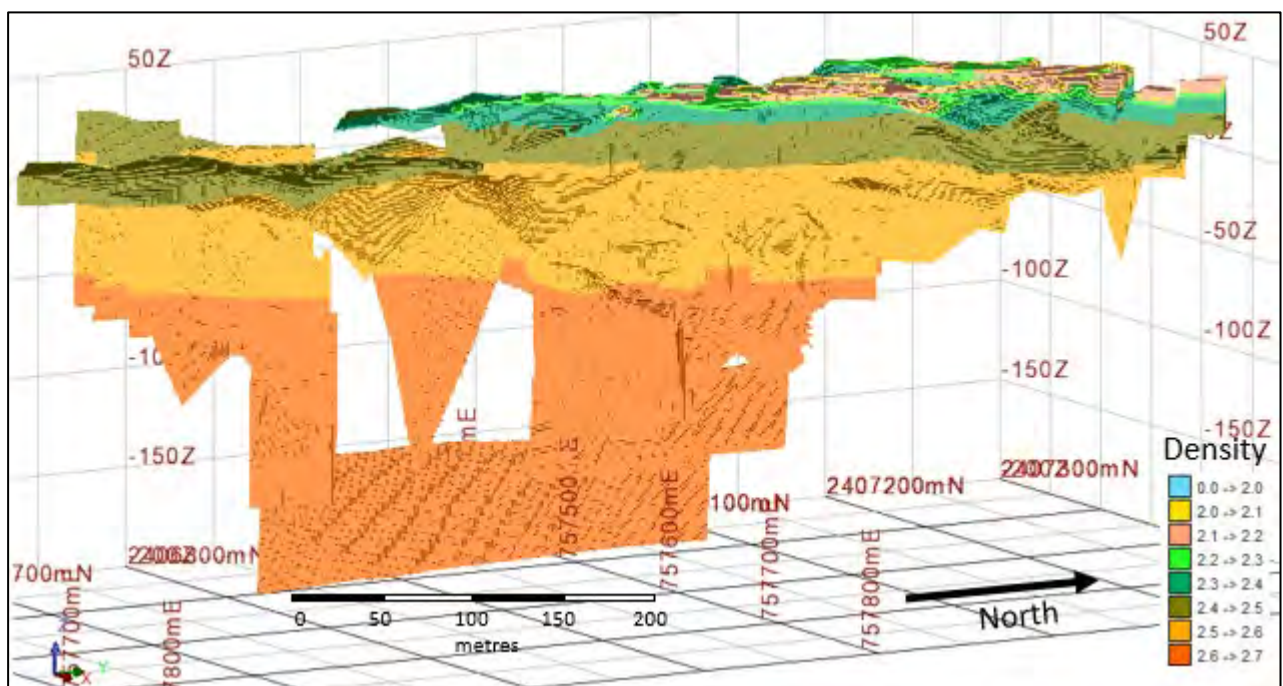 50Z
50Z
0Z
-50Z
-100Z
-100Z
-150Z
-150Z
-150Z
mE
757500mE
757600mE
757700mE
757800mE
100mN
2407200mN
700mN
7800mE
Density
0.0 -> 2.0
2.0 -> 2.1
2.1 -> 2.2
2.2 -> 2.3
2.3 -> 2.4
2.4 -> 2.5
2.5 -> 2.6
2.6 -> 2.7
0 50 100 150 200
metres
North
Z
Y
X